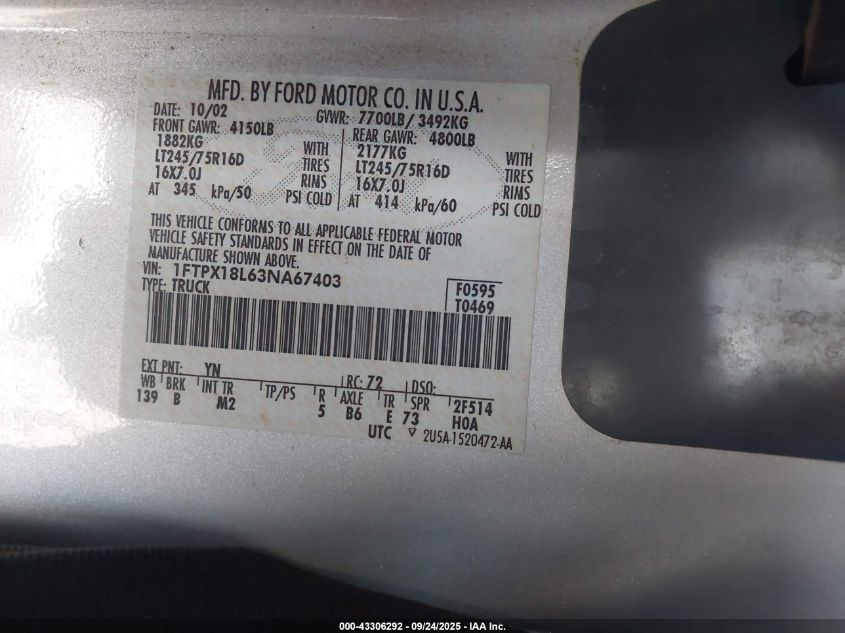 MFD. BY FORD MOTOR CO. IN U.S.A.
DATE: 10/02 GVWR: 7700LB/ 3492KG
FRONT GAWR: 4150LB REAR GAWR: 4800LB
1882KG WITH 2177KG WITH
LT245/75R16D TIRES LT245/75R16D TIRES
16X7.0J RIMS 16X7.0J RIMS
AT 345 kPa/50 PSI COLD AT 414 kPa/60 PSI COLD
THIS VEHICLE CONFORMS TO ALL APPLICABLE FEDERAL MOTOR
VEHICLE SAFETY STANDARDS IN EFFECT ON THE DATE OF
MANUFACTURE SHOWN ABOVE.
VIN: 1FTPX18L63NA67403
TYPE: TRUCK
F0595
T0469
EXT PNT: YN RC: 72 DSO:
WB BRK INT TR TP/PS R AXLE TR SPR 2F514
139 B M2 5 B6 E 73 H0A
UTC ▽ 2U5A-1520472-AA
000-43306292 - 09/24/2025 - IAA Inc.